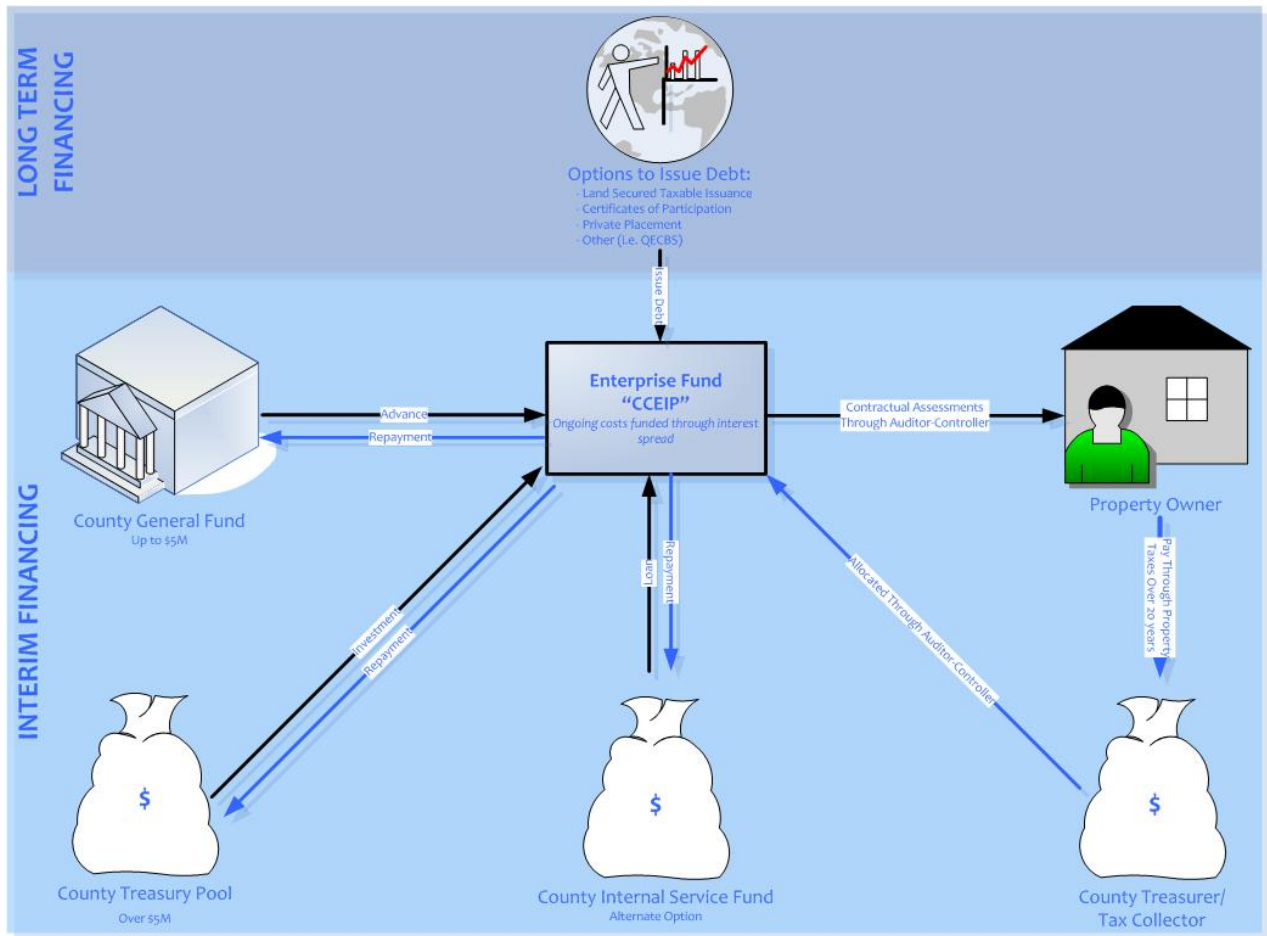 LONG TERM
FINANCING
Options to Issue Debt:
- Land Secured Taxable Issuance
- Certificates of Participation
- Private Placement
- Other (i.e. QECBS)
Issue Debt
INTERIM FINANCING
County General Fund
Up to $5M
Advance
Repayment
Enterprise Fund
“CCEIP”
Ongoing costs funded through interest
spread
Contractual Assessments
Through Auditor-Controller
Property Owner
Investment
Repayment
Loan
Repayment
Allocated Through Auditor-Controller
Pay Through Property
Taxes Over 20 years
$
County Treasury Pool
Over $5M
$
County Internal Service Fund
Alternate Option
$
County Treasurer/
Tax Collector